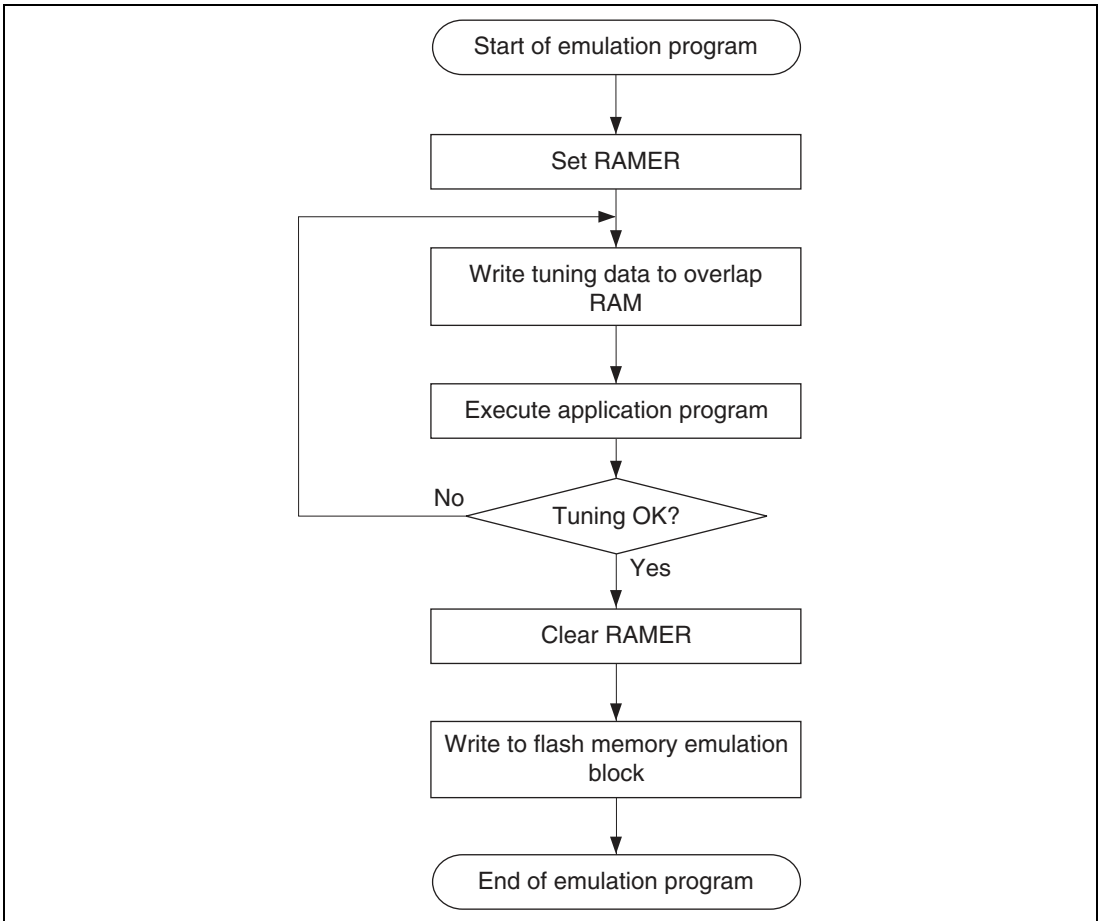 Start of emulation program
Set RAMER
Write tuning data to overlap
RAM
Execute application program
No
Tuning OK?
Yes
Clear RAMER
Write to flash memory emulation
block
End of emulation program